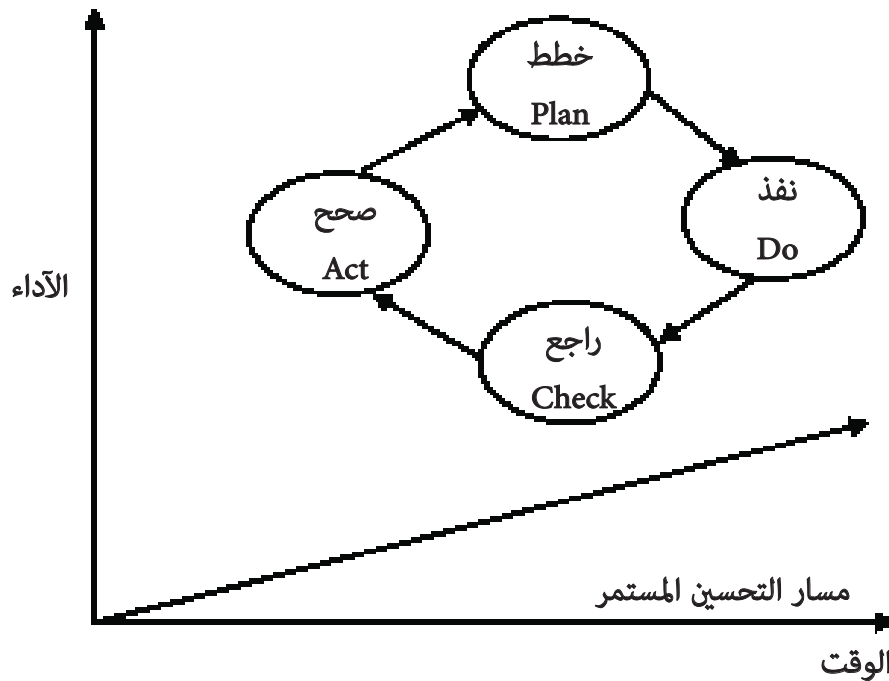 خطط
Plan
نفذ
Do
صحح
Act
الآداء
راجع
Check
مسار التحسين المستمر
الوقت